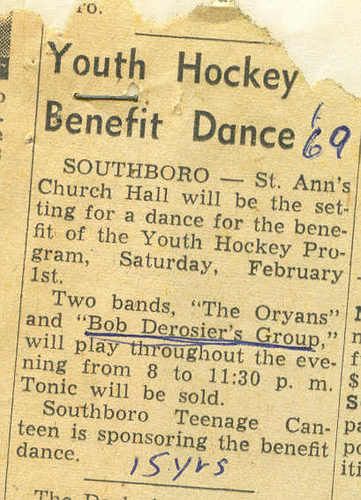 ro.
Youth Hockey
Benefit Dance '69
SOUTHBORO — St. Ann's
Church Hall will be the set-
ting for a dance for the bene-
fit of the Youth Hockey Pro-
gram, Saturday, February
1st.
Two bands, "The Oryans"
and "Bob Derosier's Group,"
will play throughout the eve-
ning from 8 to 11:30 p. m.
Tonic will be sold.
Southboro Teenage Can-
teen is sponsoring the benefit
dance.
15 yrs